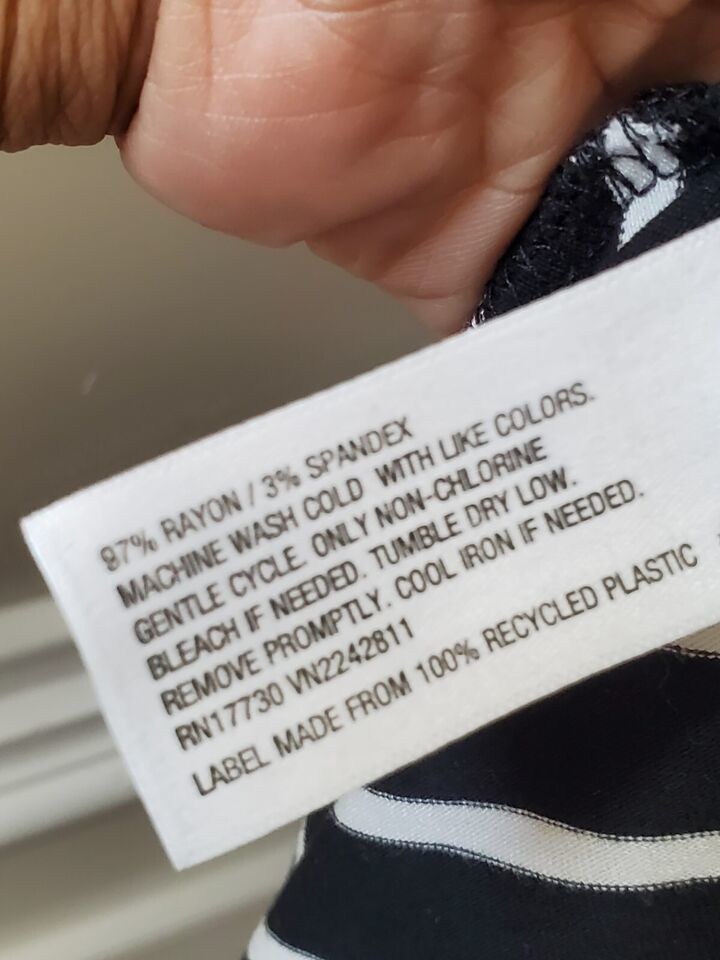 97% RAYON / 3% SPANDEX
MACHINE WASH COLD WITH LIKE COLORS.
GENTLE CYCLE. ONLY NON-CHLORINE
BLEACH IF NEEDED. TUMBLE DRY LOW.
REMOVE PROMPTLY. COOL IRON IF NEEDED.
RN17730 VN2242811
LABEL MADE FROM 100% RECYCLED PLASTIC